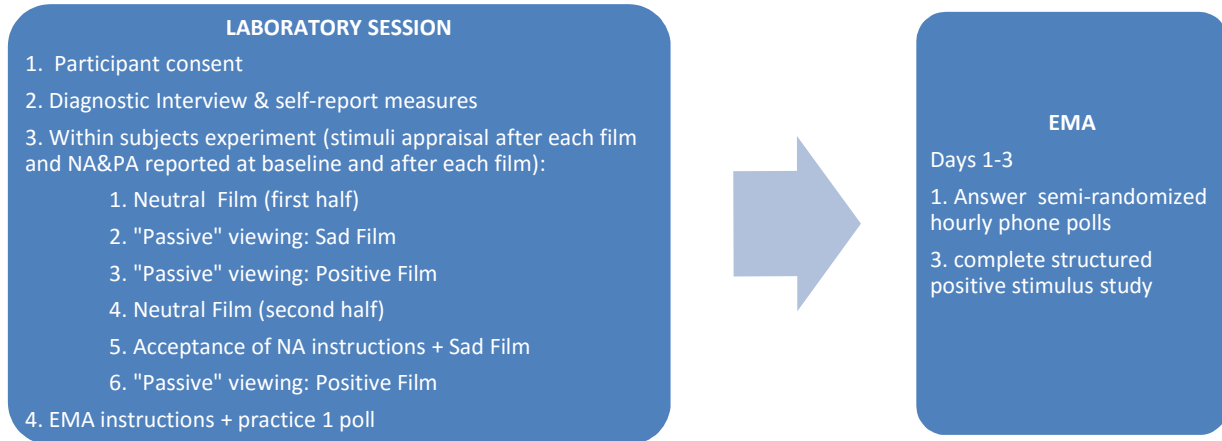 LABORATORY SESSION
1. Participant consent
2. Diagnostic Interview & self-report measures
3. Within subjects experiment (stimuli appraisal after each film
and NA&PA reported at baseline and after each film):
1. Neutral Film (first half)
2. "Passive" viewing: Sad Film
3. "Passive" viewing: Positive Film
4. Neutral Film (second half)
5. Acceptance of NA instructions + Sad Film
6. "Passive" viewing: Positive Film
4. EMA instructions + practice 1 poll
EMA
Days 1-3
1. Answer semi-randomized
hourly phone polls
3. complete structured
positive stimulus study